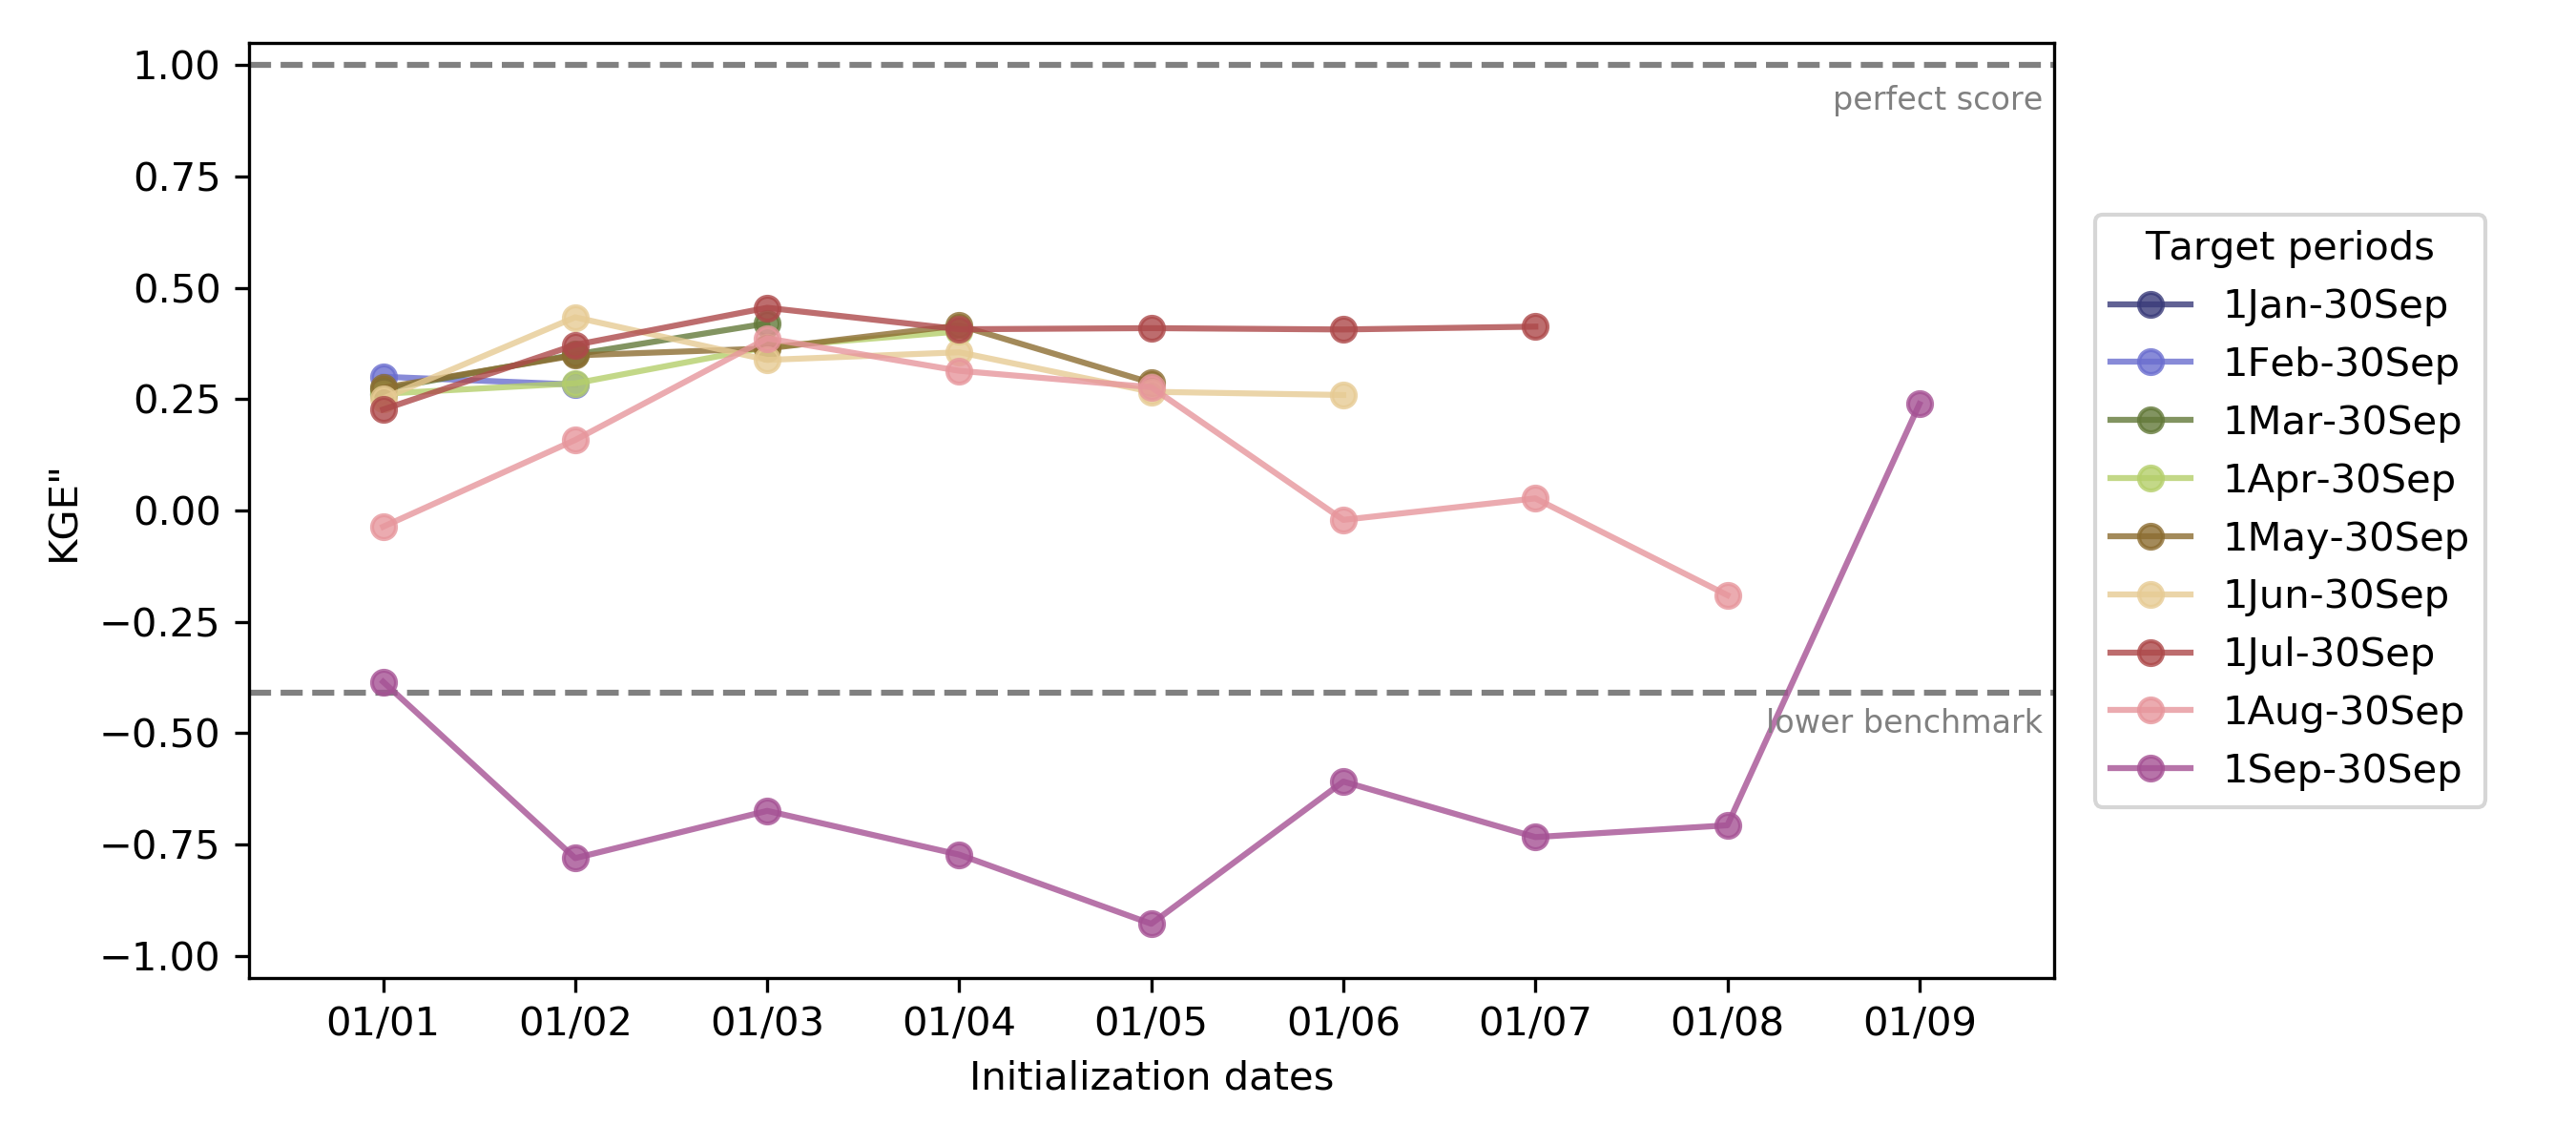 1.00
0.75
0.50
0.25
0.00
−0.25
−0.50
−0.75
−1.00
KGE"
perfect score
lower benchmark
01/01 01/02 01/03 01/04 01/05 01/06 01/07 01/08 01/09
Initialization dates
Target periods
1Jan-30Sep
1Feb-30Sep
1Mar-30Sep
1Apr-30Sep
1May-30Sep
1Jun-30Sep
1Jul-30Sep
1Aug-30Sep
1Sep-30Sep